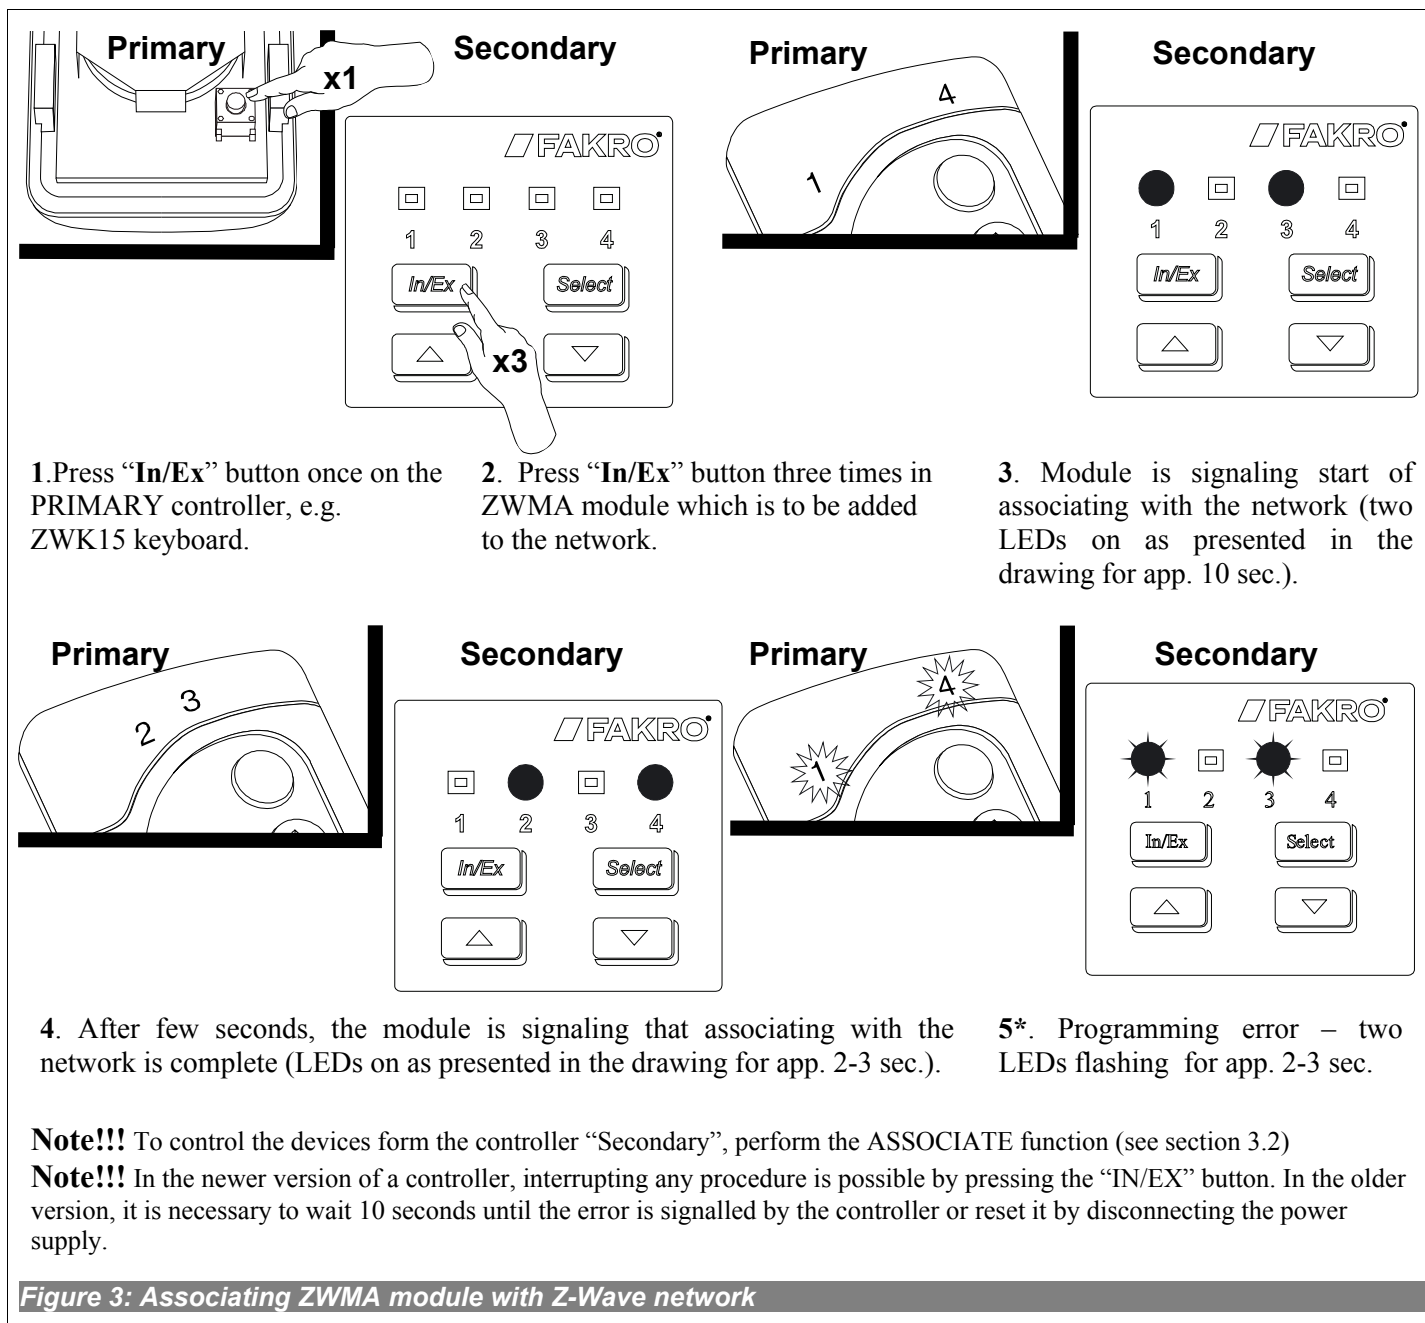 Primary
x1
Secondary
FAKRO
1 2 3 4
In/Ex Select
x3
Primary
4
1
Secondary
FAKRO
1 2 3 4
In/Ex Select
1.Press “In/Ex” button once on the
PRIMARY controller, e.g.
ZWK15 keyboard.
2. Press “In/Ex” button three times in
ZWMA module which is to be added
to the network.
3. Module is signaling start of
associating with the network (two
LEDs on as presented in the
drawing for app. 10 sec.).
Primary
2 3
Secondary
FAKRO
1 2 3 4
In/Ex Select
Primary
4
1
Secondary
FAKRO
1 2 3 4
In/Ex Select
4. After few seconds, the module is signaling that associating with the
network is complete (LEDs on as presented in the drawing for app. 2-3 sec.).
5*. Programming error – two
LEDs flashing for app. 2-3 sec.
Note!!! To control the devices form the controller “Secondary”, perform the ASSOCIATE function (see section 3.2)
Note!!! In the newer version of a controller, interrupting any procedure is possible by pressing the “IN/EX” button. In the older
version, it is necessary to wait 10 seconds until the error is signalled by the controller or reset it by disconnecting the power
supply.
Figure 3: Associating ZWMA module with Z-Wave network